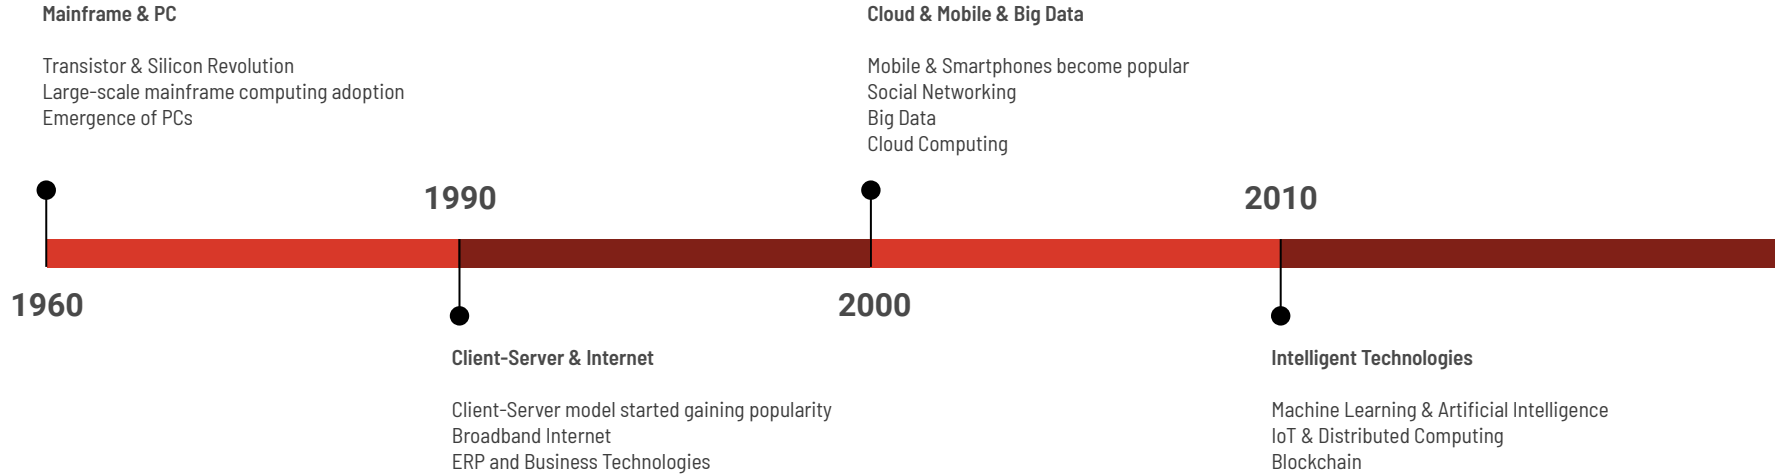 Mainframe & PC
Transistor & Silicon Revolution
Large-scale mainframe computing adoption
Emergence of PCs
Cloud & Mobile & Big Data
Mobile & Smartphones become popular
Social Networking
Big Data
Cloud Computing
1990
2010
1960
2000
Client-Server & Internet
Client-Server model started gaining popularity
Broadband Internet
ERP and Business Technologies
Intelligent Technologies
Machine Learning & Artificial Intelligence
IoT & Distributed Computing
Blockchain